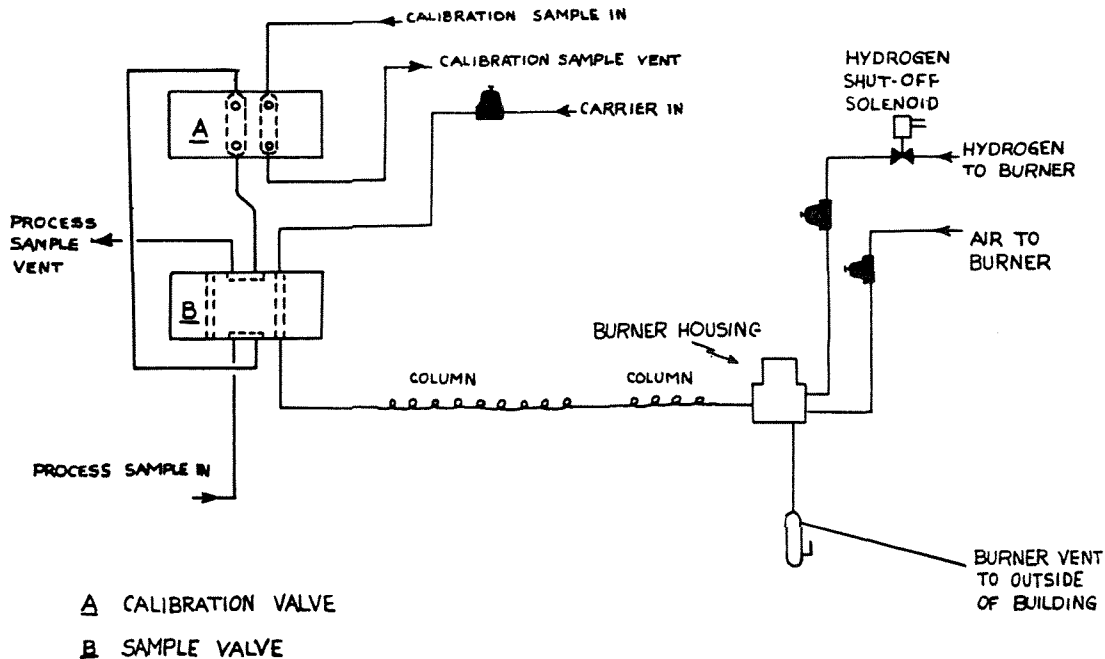 CALIBRATION SAMPLE IN
CALIBRATION SAMPLE VENT
CARRIER IN
HYDROGEN
SHUT-OFF
SOLENOID
HYDROGEN
TO BURNER
A
PROCESS
SAMPLE
VENT
AIR TO
BURNER
B
BURNER HOUSING
COLUMN
COLUMN
PROCESS SAMPLE IN
BURNER VENT
TO OUTSIDE
OF BUILDING
A CALIBRATION VALVE
B SAMPLE VALVE